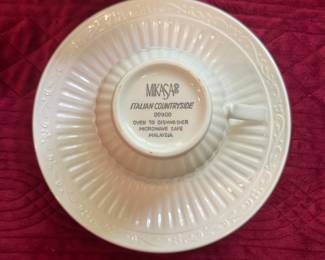 MIKASA®
ITALIAN COUNTRYSIDE
DD900
OVEN TO DISHWASHER
MICROWAVE SAFE
MALAYSIA